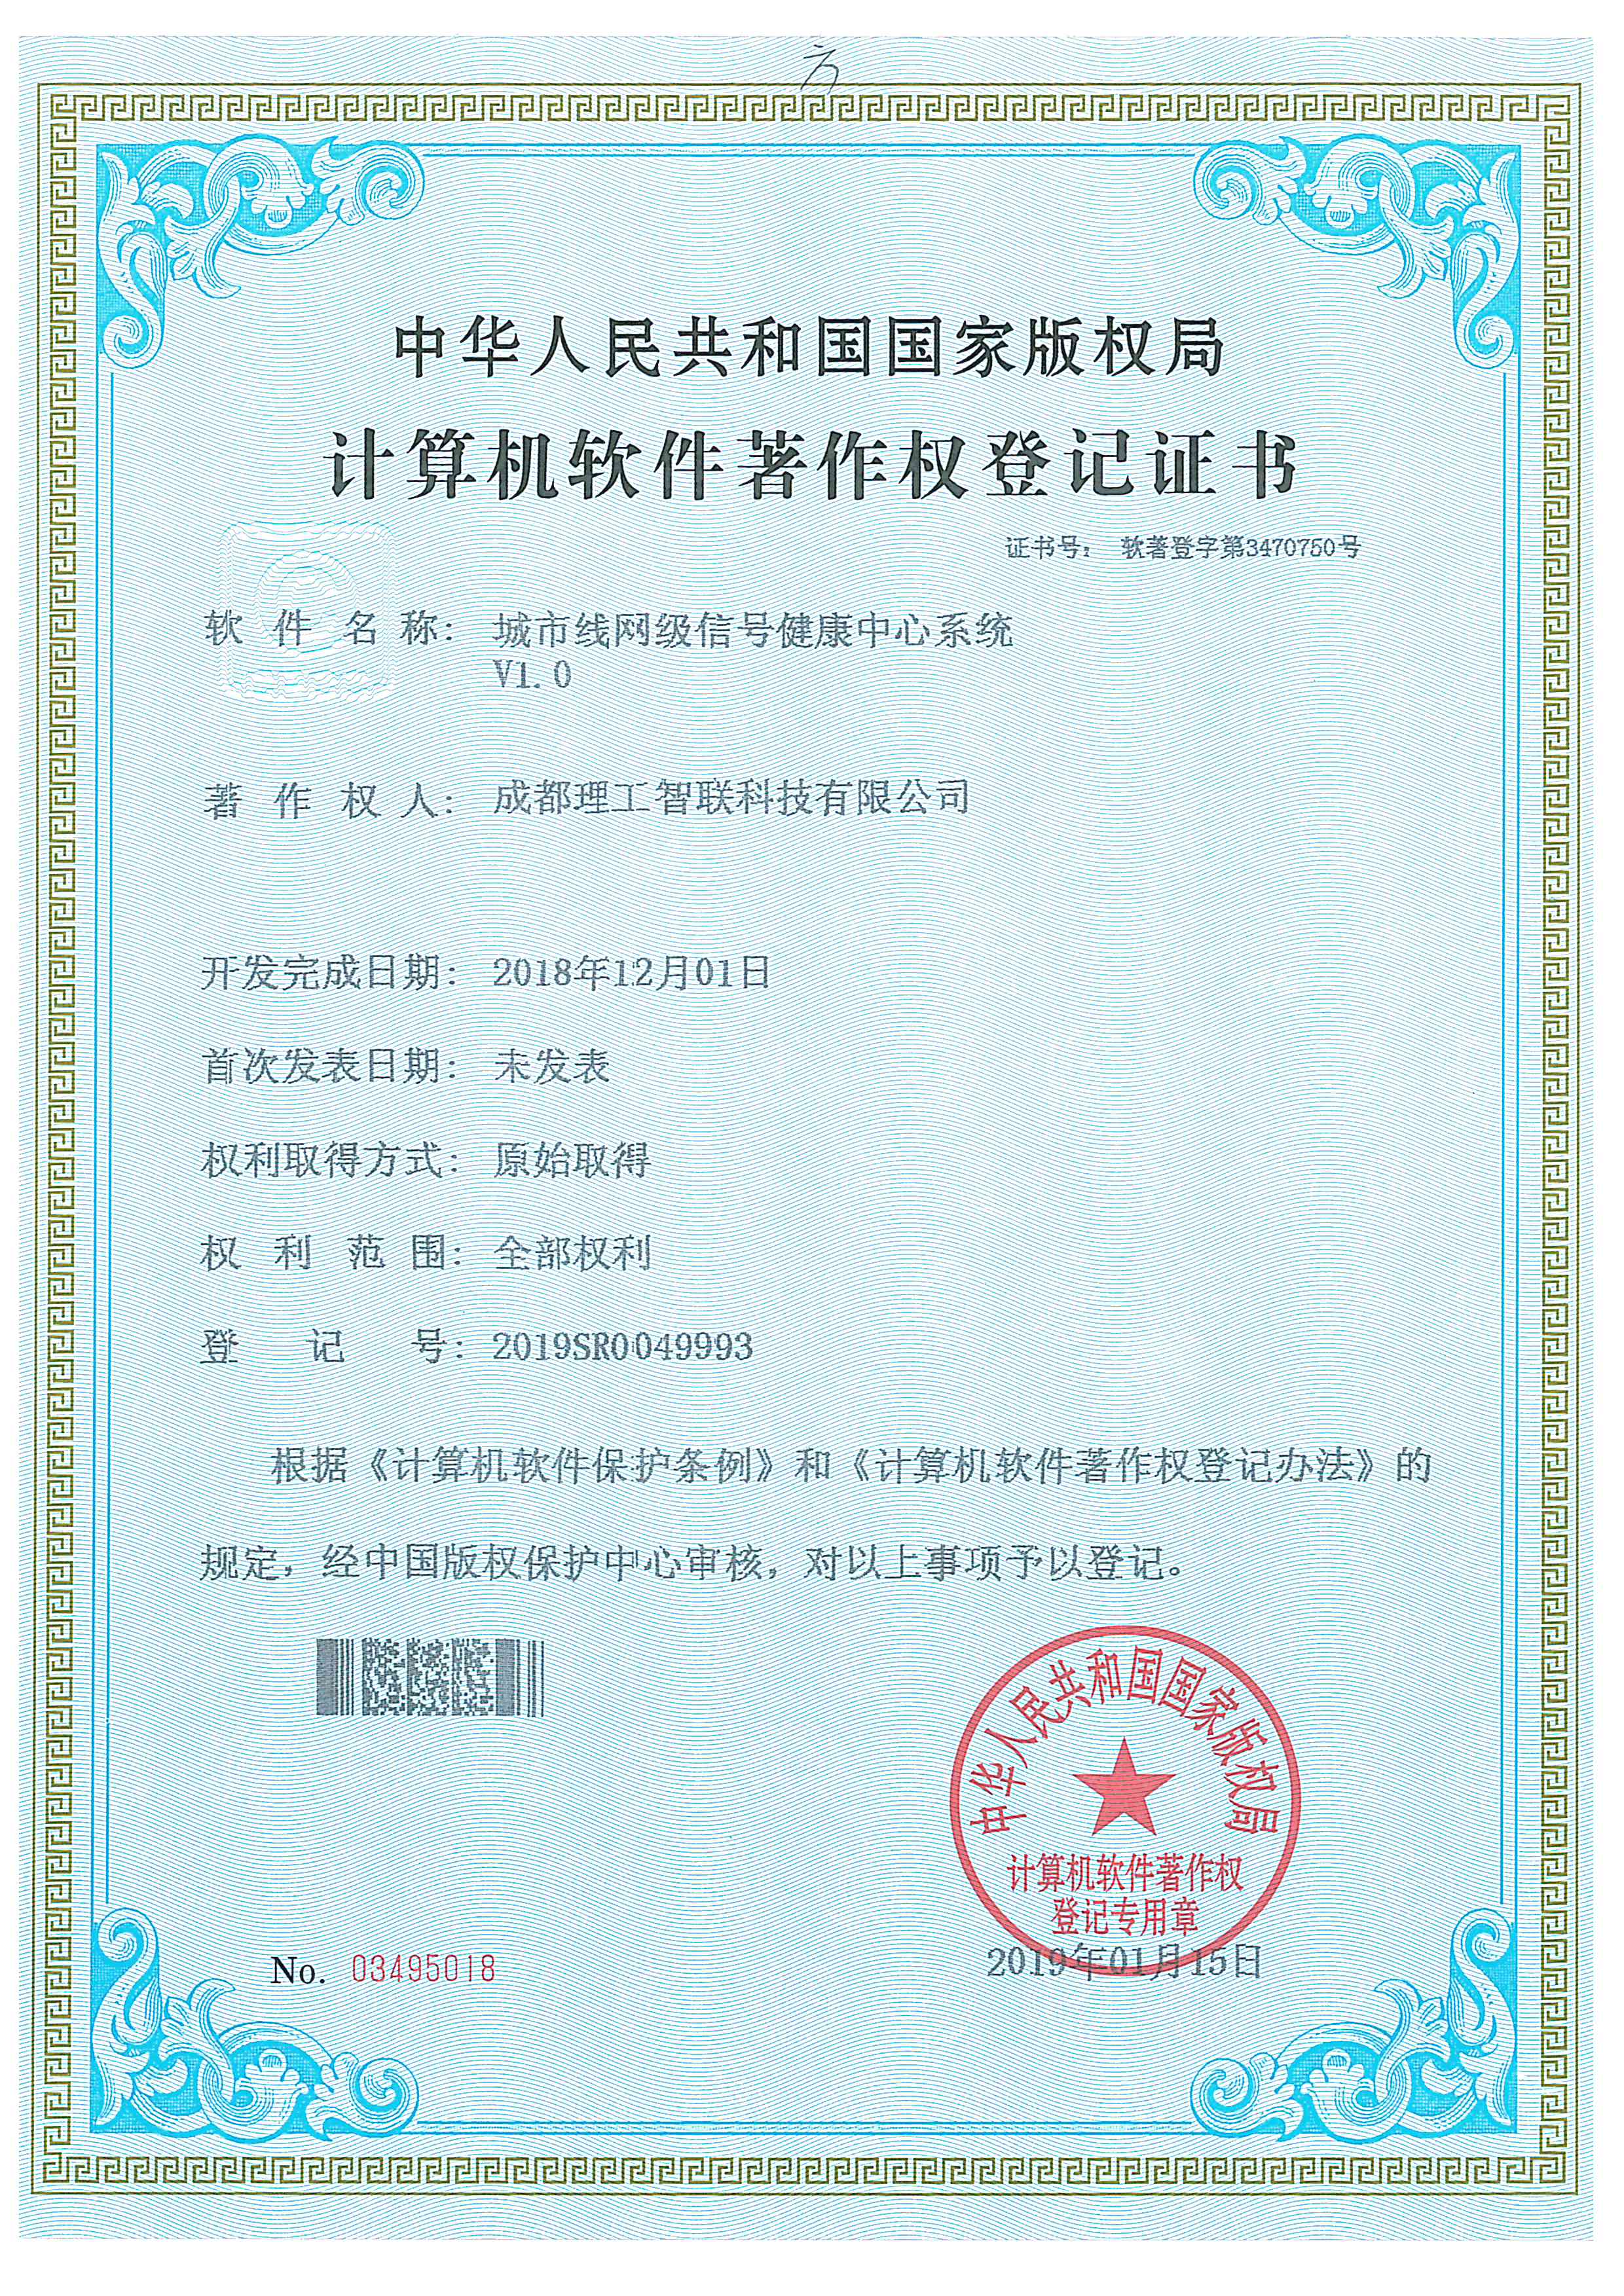 方
中华人民共和国国家版权局
计算机软件著作权登记证书
证书号： 软著登字第3470750号
软件名称： 城市线网级信号健康中心系统
V1.0
著作权人： 成都理工智联科技有限公司
开发完成日期： 2018年12月01日
首次发表日期： 未发表
权利取得方式： 原始取得
权利范围： 全部权利
登记号： 2019SR0049993
根据《计算机软件保护条例》和《计算机软件著作权登记办法》的
规定，经中国版权保护中心审核，对以上事项予以登记。
中华人民共和国国家版权局
计算机软件著作权
登记专用章
No. 03495018
2019年01月15日